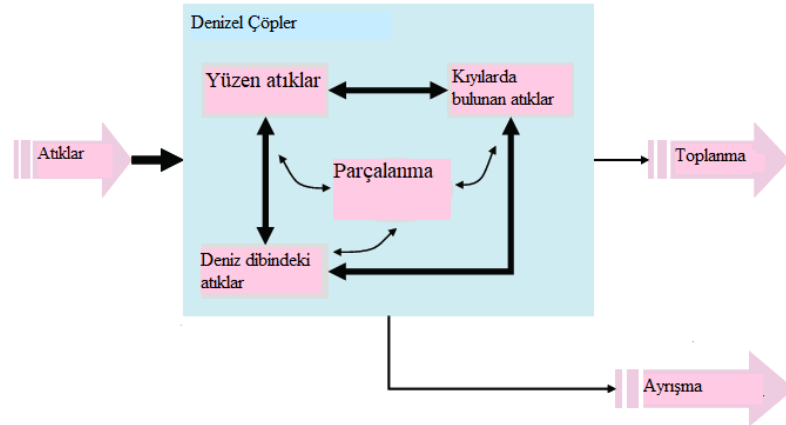 Denizel Çöpler
Yüzen atıklar
Kıyılarda
bulunan atıklar
Atıklar
Parçalanma
Toplanma
Deniz dibindeki
atıklar
Ayrışma